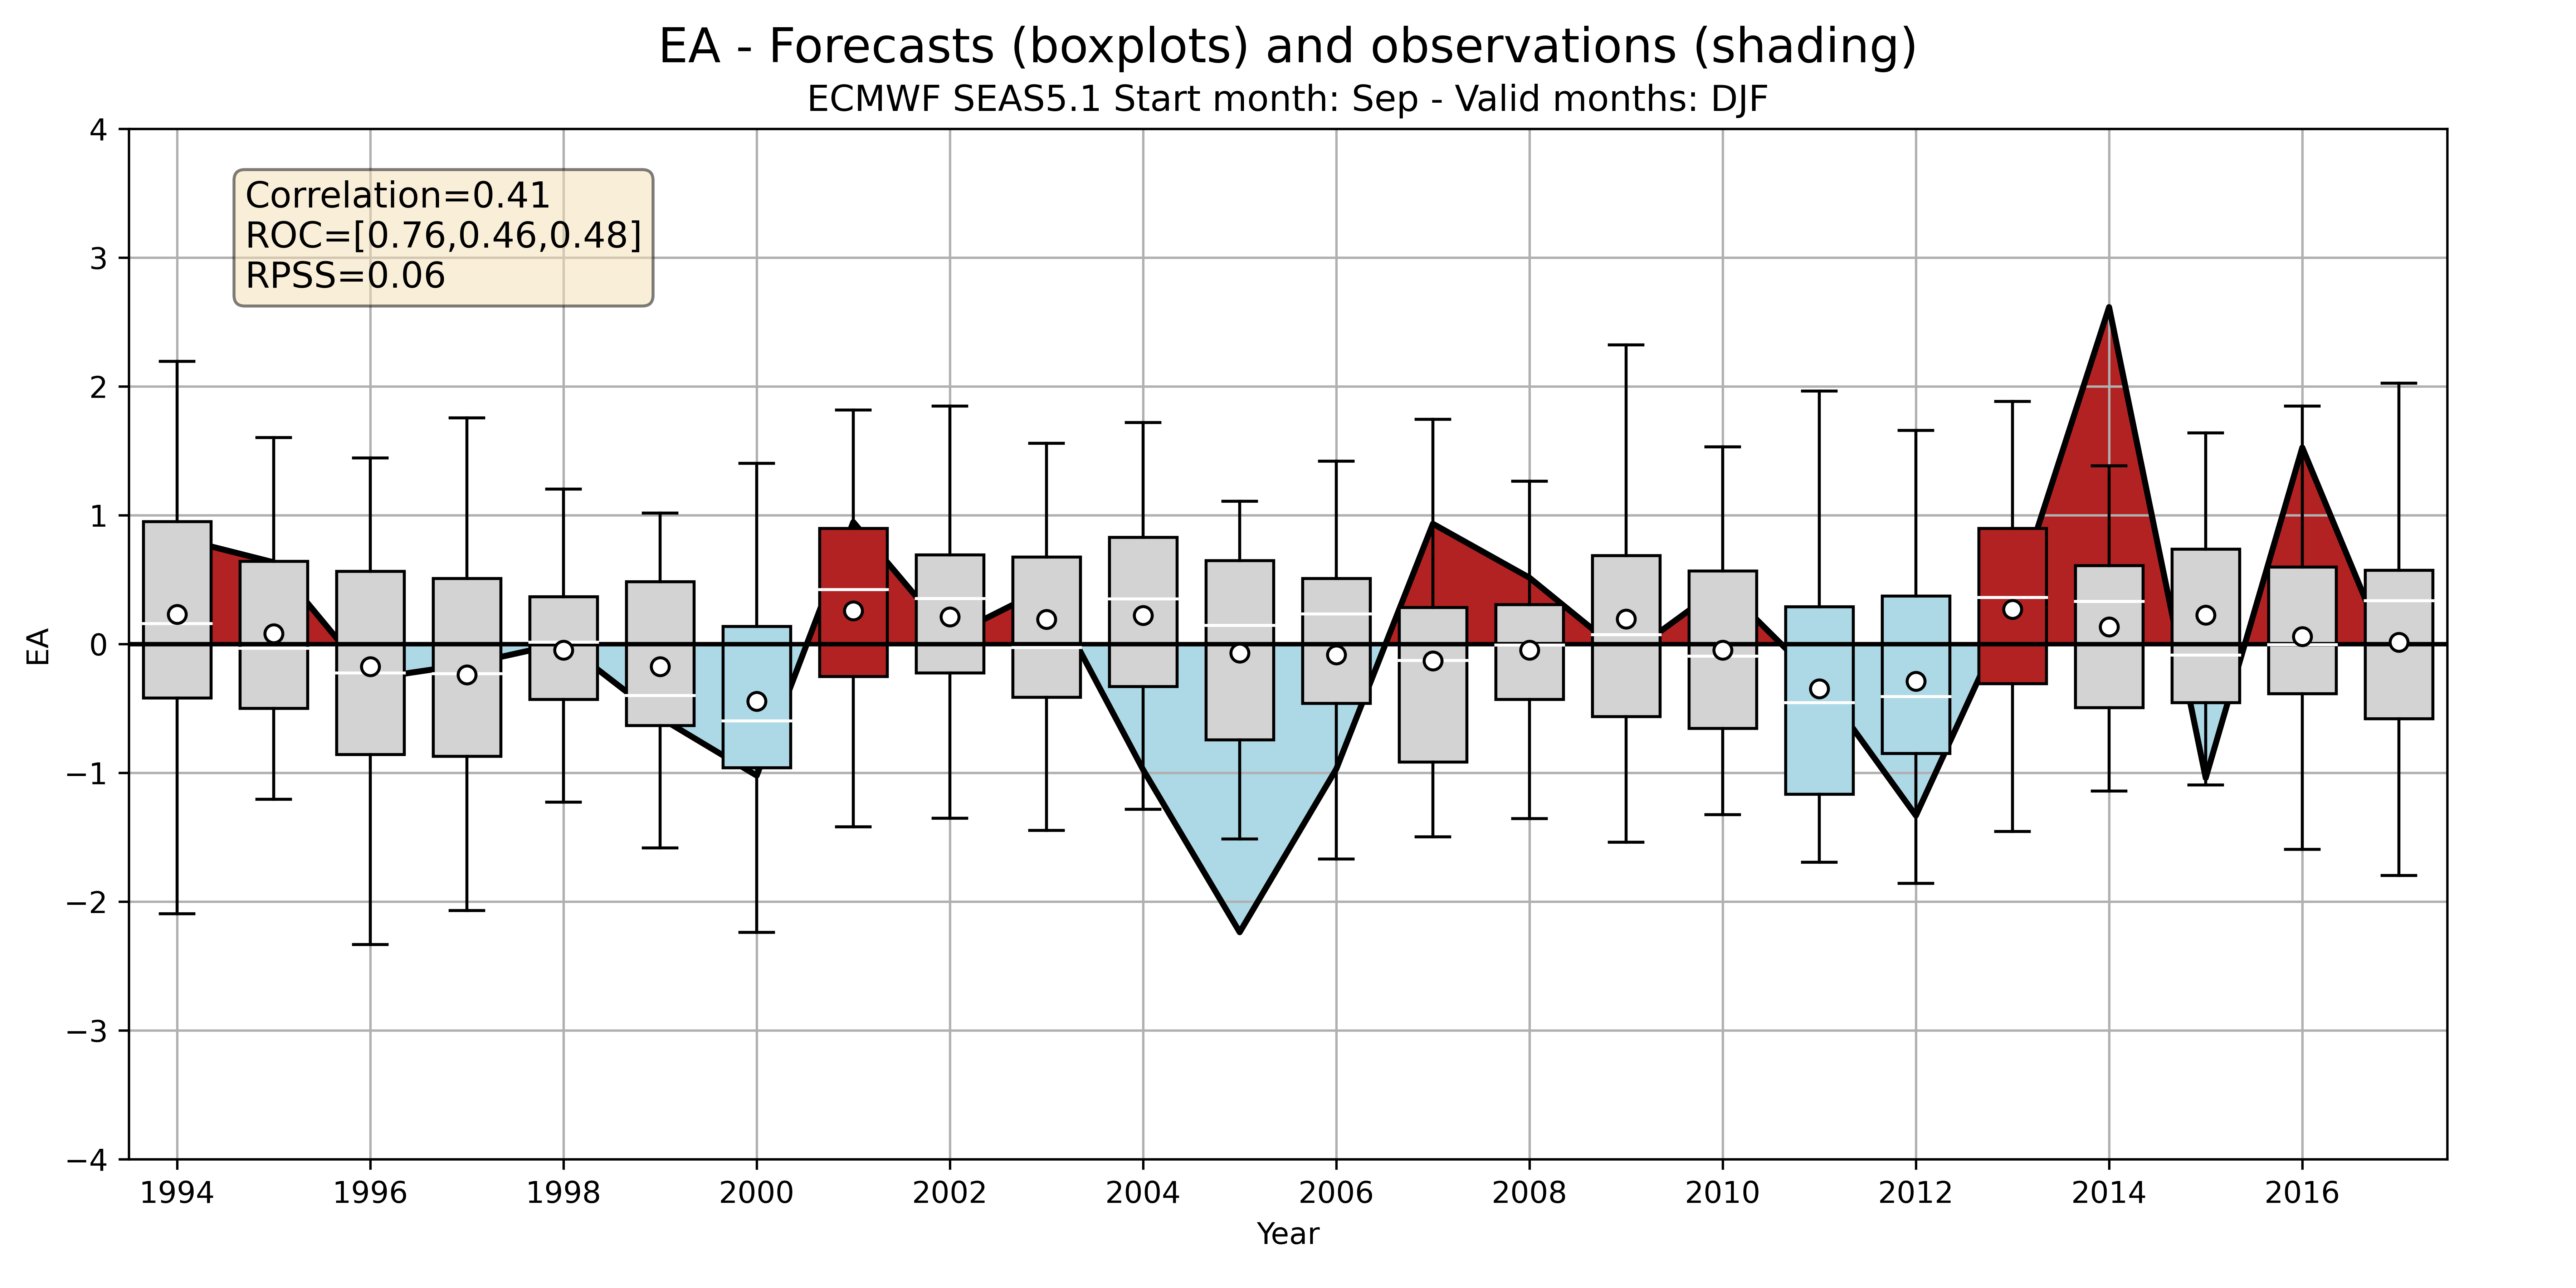 EA - Forecasts (boxplots) and observations (shading)
ECMWF SEAS5.1 Start month: Sep - Valid months: DJF
Correlation=0.41
ROC=[0.76,0.46,0.48]
RPSS=0.06
EA
4
3
2
1
0
−1
−2
−3
−4
1994 1996 1998 2000 2002 2004 2006 2008 2010 2012 2014 2016
Year